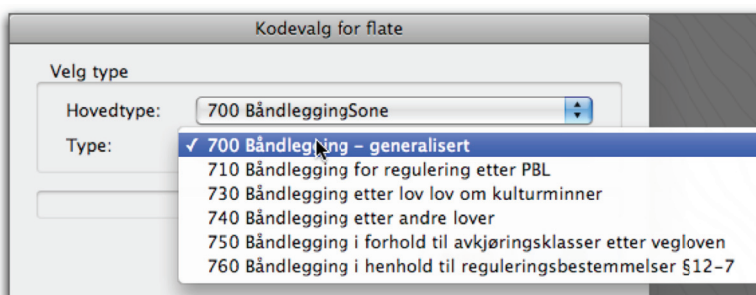 Kodevalg for flate
Velg type
Hovedtype: 700 BåndleggingSone
Type: ✓ 700 Båndlegging – generalisert
710 Båndlegging for regulering etter PBL
730 Båndlegging etter lov lov om kulturminner
740 Båndlegging etter andre lover
750 Båndlegging i forhold til avkjøringsklasser etter vegloven
760 Båndlegging i henhold til reguleringsbestemmelser §12-7